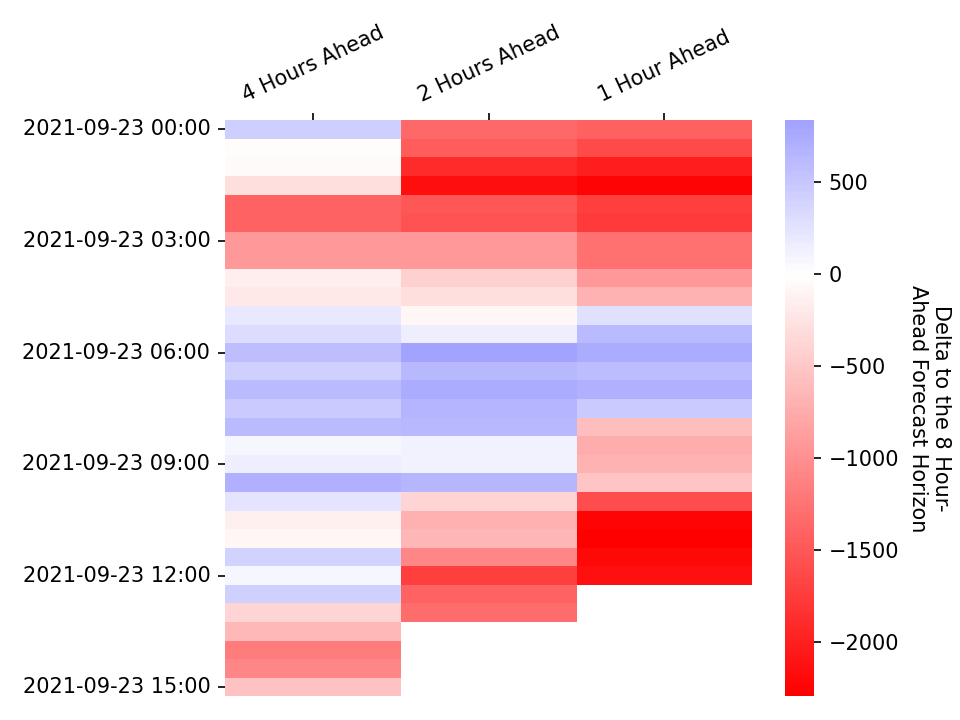 4 Hours Ahead
2 Hours Ahead
1 Hour Ahead
2021-09-23 00:00
2021-09-23 03:00
2021-09-23 06:00
2021-09-23 09:00
2021-09-23 12:00
2021-09-23 15:00
500
0
−500
−1000
−1500
−2000
Delta to the 8 Hour-
Ahead Forecast Horizon